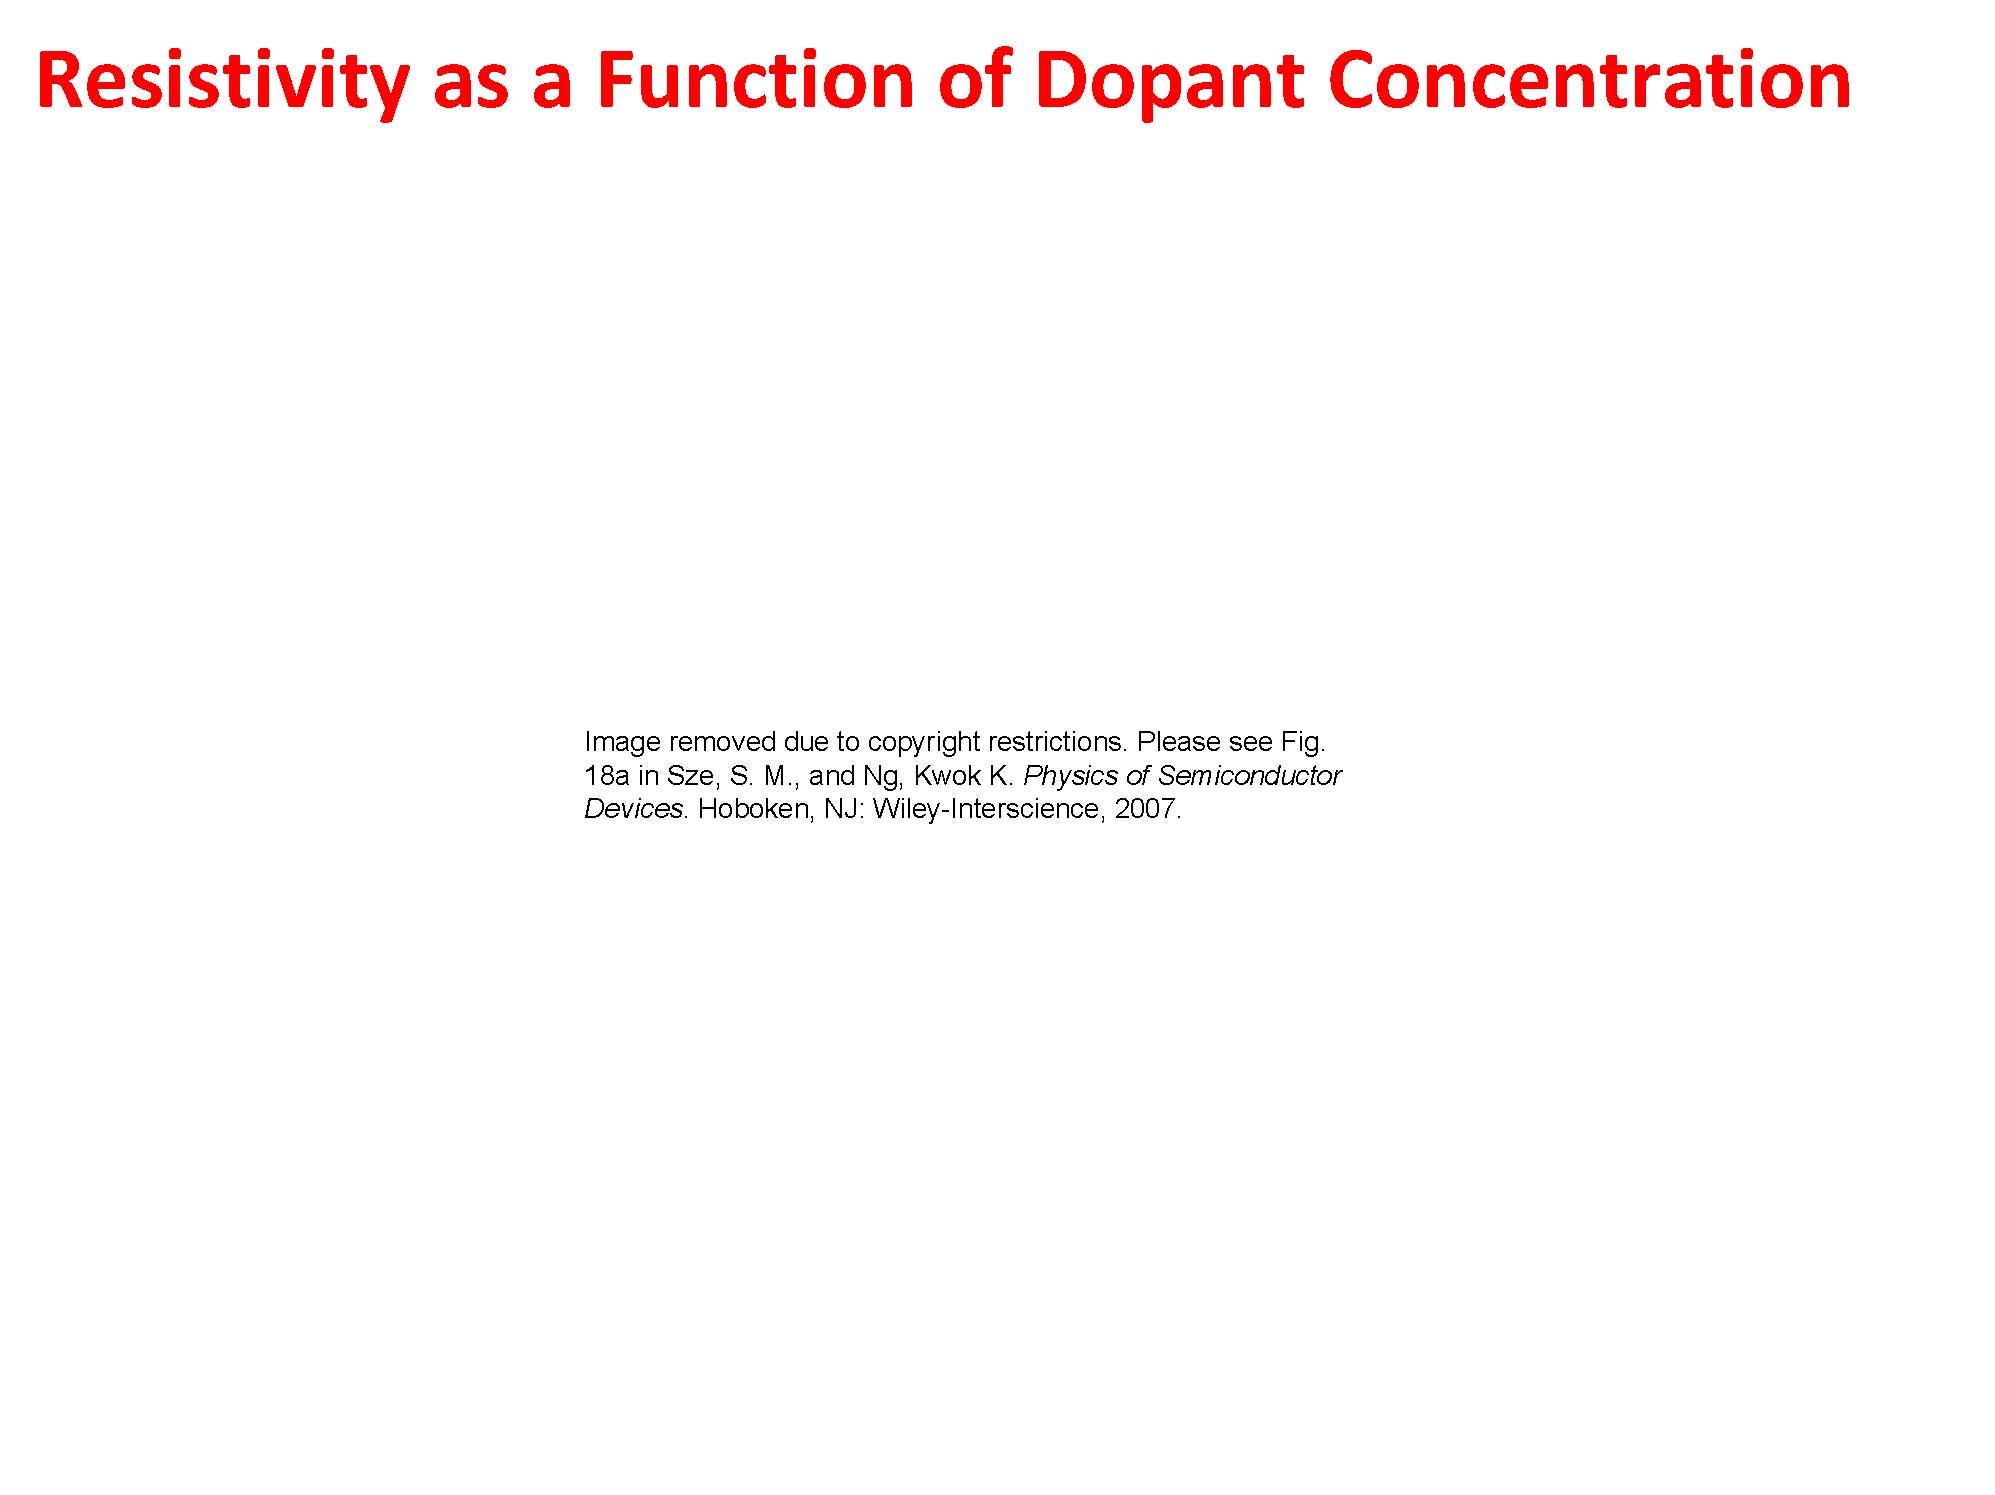 Resistivity as a Function of Dopant Concentration
Image removed due to copyright restrictions. Please see Fig.
18a in Sze, S. M., and Ng, Kwok K. Physics of Semiconductor
Devices. Hoboken, NJ: Wiley-Interscience, 2007.